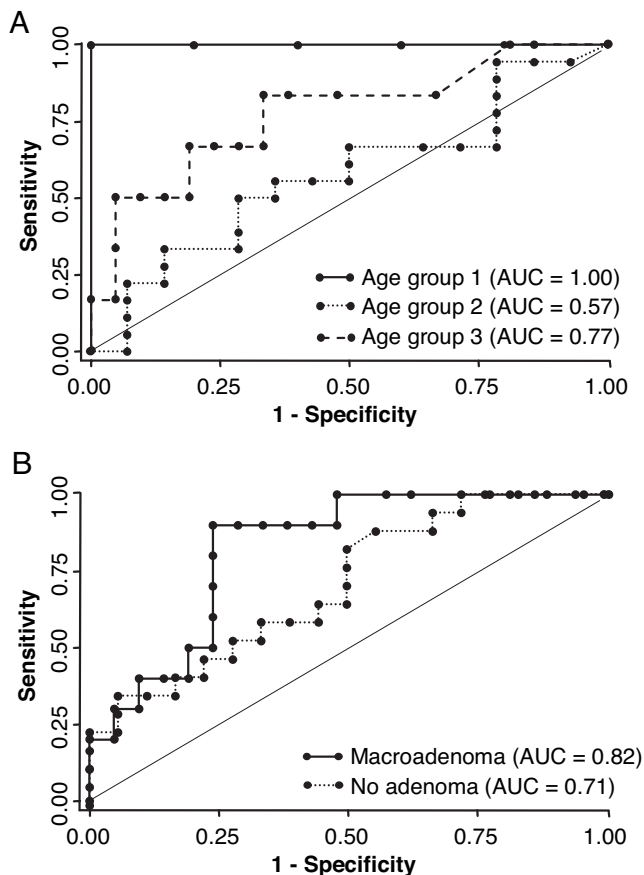 A
Sensitivity
0.00 0.25 0.50 0.75 1.00
Age group 1 (AUC = 1.00)
Age group 2 (AUC = 0.57)
Age group 3 (AUC = 0.77)
0.00 0.25 0.50 0.75 1.00
1 - Specificity
B
Sensitivity
0.00 0.25 0.50 0.75 1.00
Macroadenoma (AUC = 0.82)
No adenoma (AUC = 0.71)
0.00 0.25 0.50 0.75 1.00
1 - Specificity